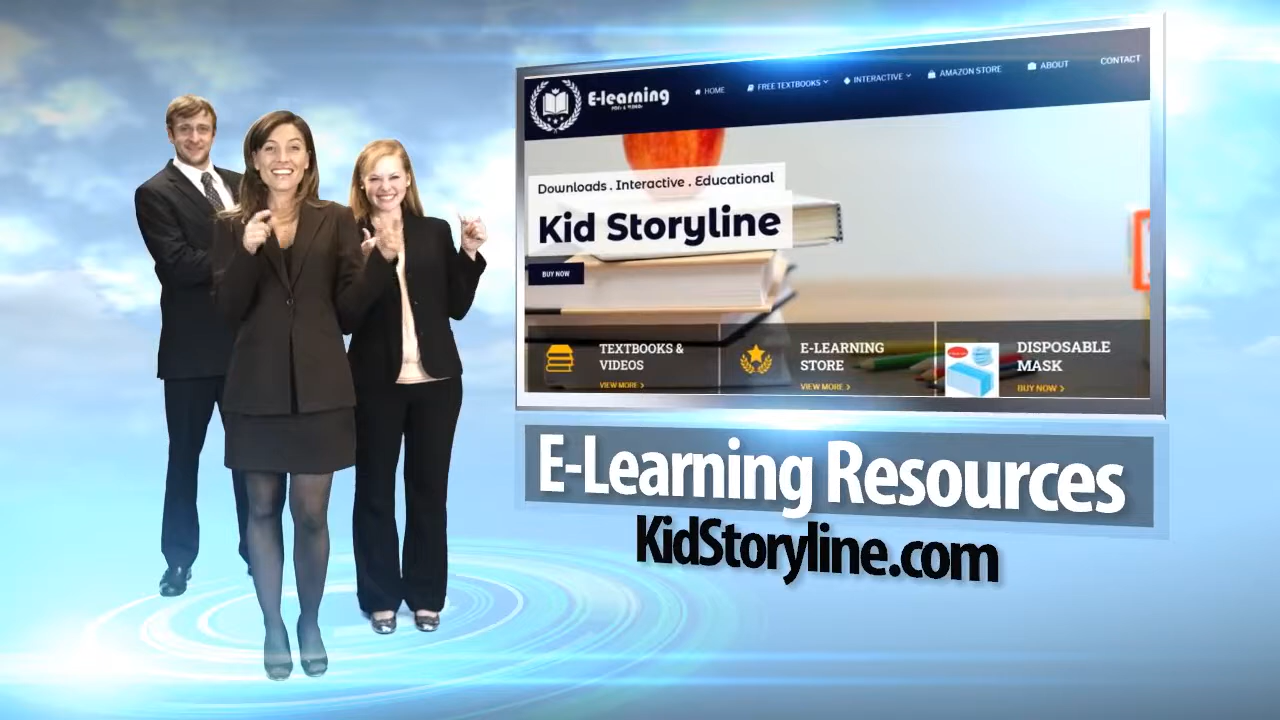 E-learning
HOME
FREE TEXTBOOKS
INTERACTIVE
AMAZON STORE
ABOUT
CONTACT
Downloads . Interactive . Educational
Kid Storyline
BUY NOW
TEXTBOOKS &
VIDEOS
VIEW MORE
E-LEARNING
STORE
VIEW MORE
DISPOSABLE
MASK
BUY NOW
E-Learning Resources
KidStoryline.com